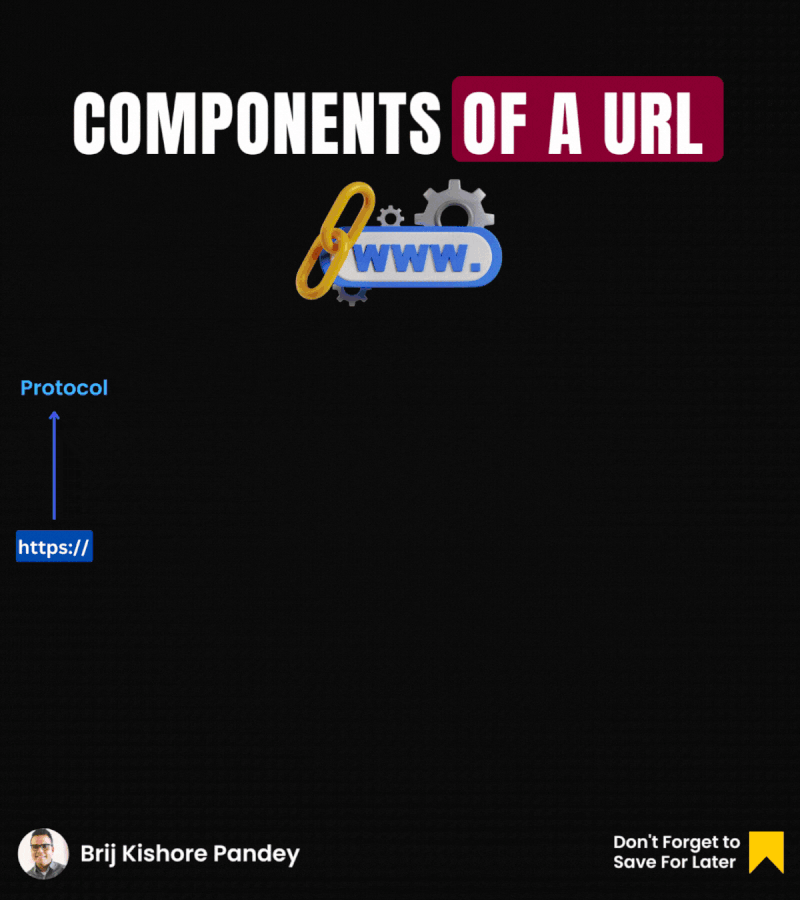 COMPONENTS OF A URL
www.
Protocol
https://
Brij Kishore Pandey
Don't Forget to
Save For Later